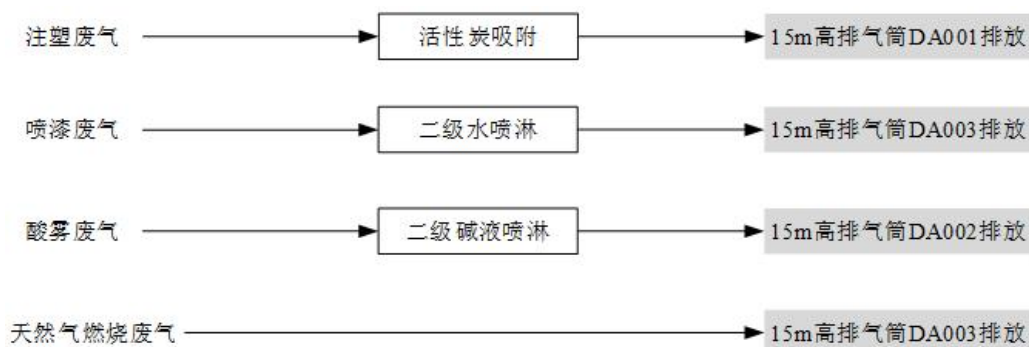 注塑废气 活性炭吸附 15m高排气筒DA001排放
喷漆废气 二级水喷淋 15m高排气筒DA003排放
酸雾废气 二级碱液喷淋 15m高排气筒DA002排放
天然气燃烧废气 15m高排气筒DA003排放